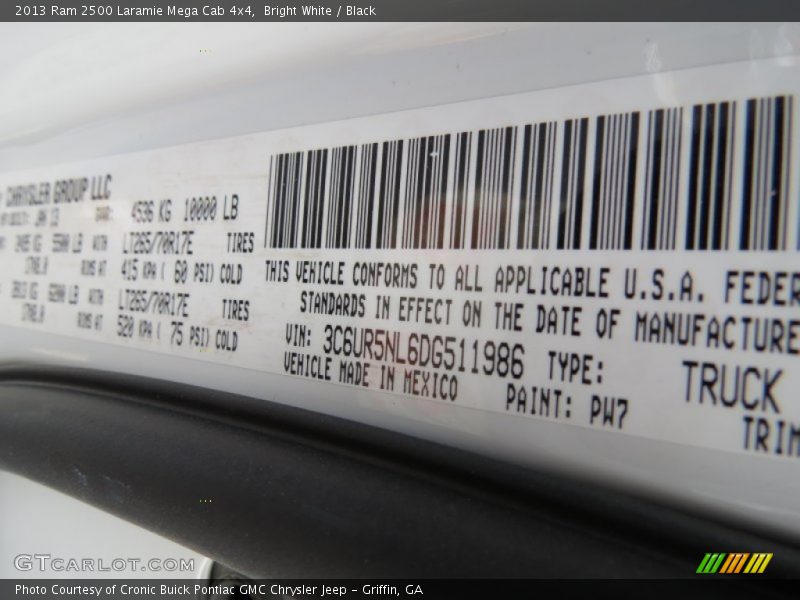 2013 Ram 2500 Laramie Mega Cab 4x4, Bright White / Black
CHRYSLER GROUP LLC
4536 KG 10000 LB
LT265/70R17E TIRES
415 KPA ( 60 PSI) COLD
LT265/70R17E TIRES
520 KPA ( 75 PSI) COLD
THIS VEHICLE CONFORMS TO ALL APPLICABLE U.S.A. FEDER
STANDARDS IN EFFECT ON THE DATE OF MANUFACTURE
VIN: 3C6UR5NL6DG511986 TYPE: TRUCK
VEHICLE MADE IN MEXICO PAINT: PW7
TRIM
GTCARLOT.COM
Photo Courtesy of Cronic Buick Pontiac GMC Chrysler Jeep - Griffin, GA